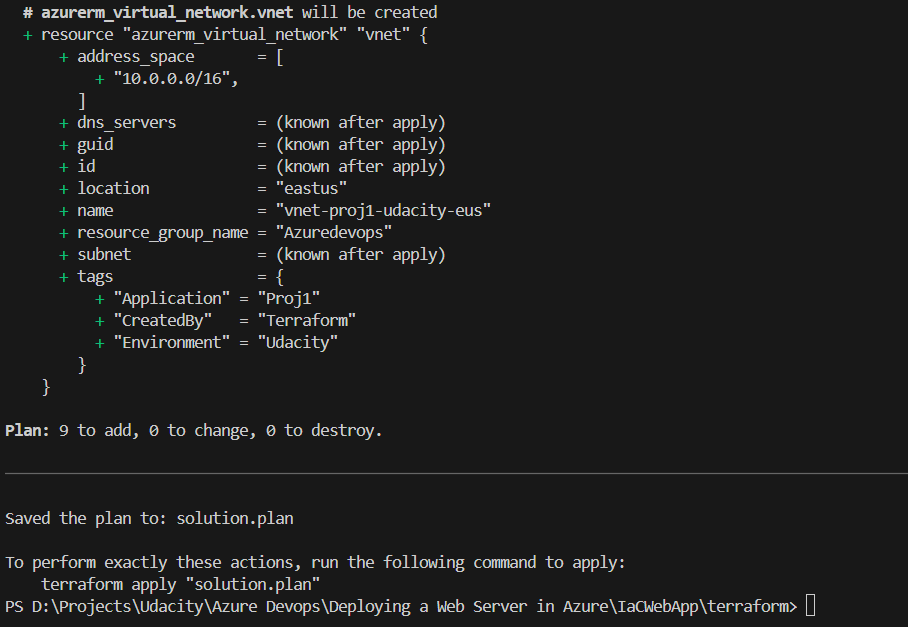 # azurerm_virtual_network.vnet will be created
+ resource "azurerm_virtual_network" "vnet" {
+ address_space = [
+ "10.0.0.0/16",
]
+ dns_servers = (known after apply)
+ guid = (known after apply)
+ id = (known after apply)
+ location = "eastus"
+ name = "vnet-proj1-udacity-eus"
+ resource_group_name = "Azuredevops"
+ subnet = (known after apply)
+ tags = {
+ "Application" = "Proj1"
+ "CreatedBy" = "Terraform"
+ "Environment" = "Udacity"
}
}
Plan: 9 to add, 0 to change, 0 to destroy.
Saved the plan to: solution.plan
To perform exactly these actions, run the following command to apply:
terraform apply "solution.plan"
PS D:\Projects\Udacity\Azure Devops\Deploying a Web Server in Azure\IaCWebApp\terraform>